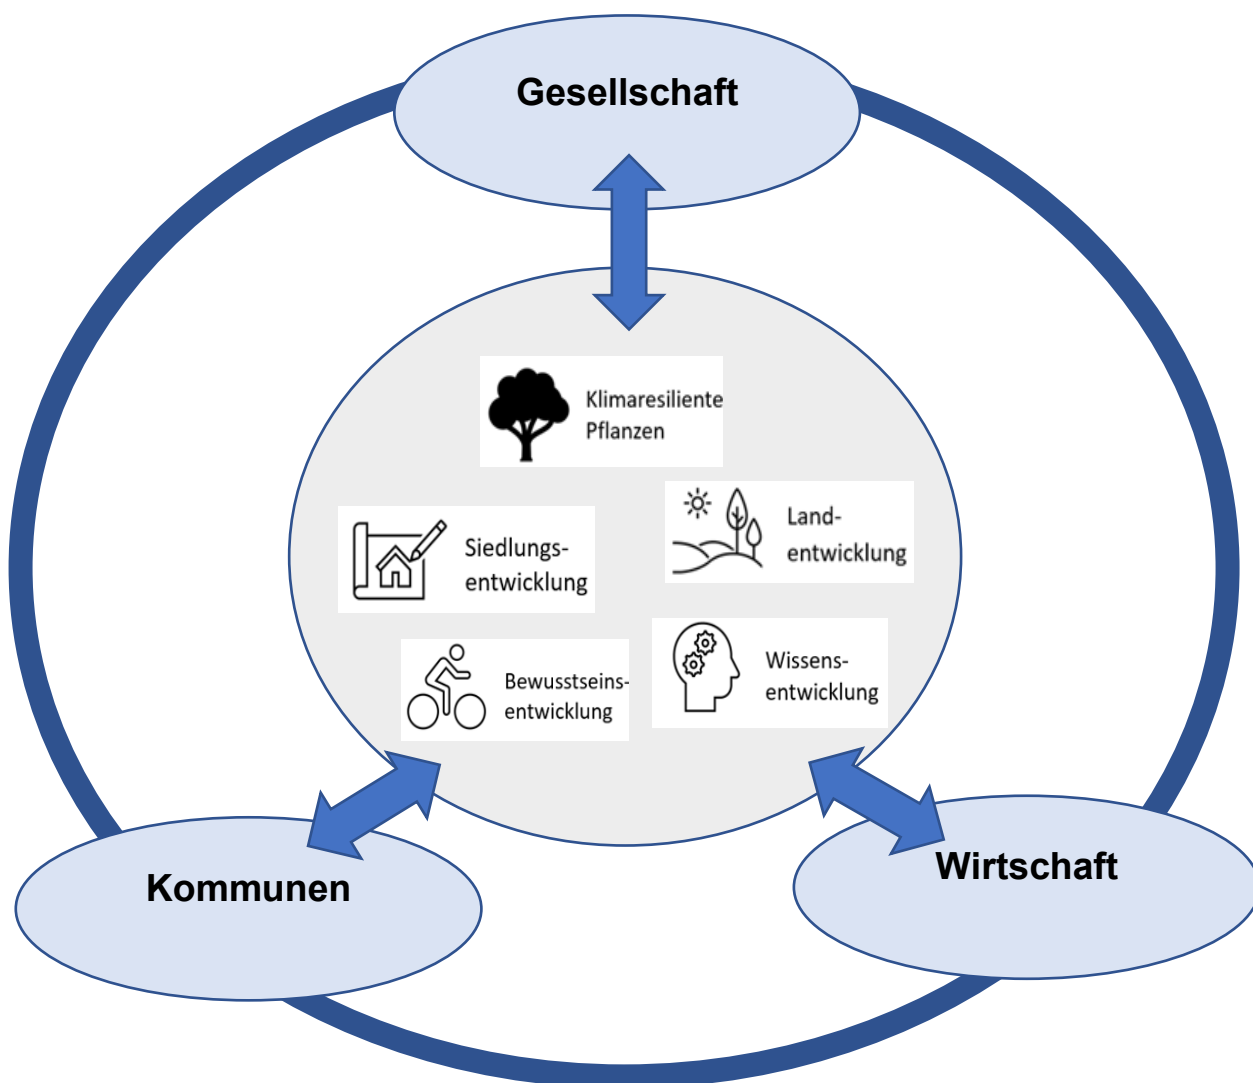 Gesellschaft
Klimaresiliente
Pflanzen
Land-
entwicklung
Siedlungs-
entwicklung
Wissens-
entwicklung
Bewusstseins-
entwicklung
Kommunen
Wirtschaft